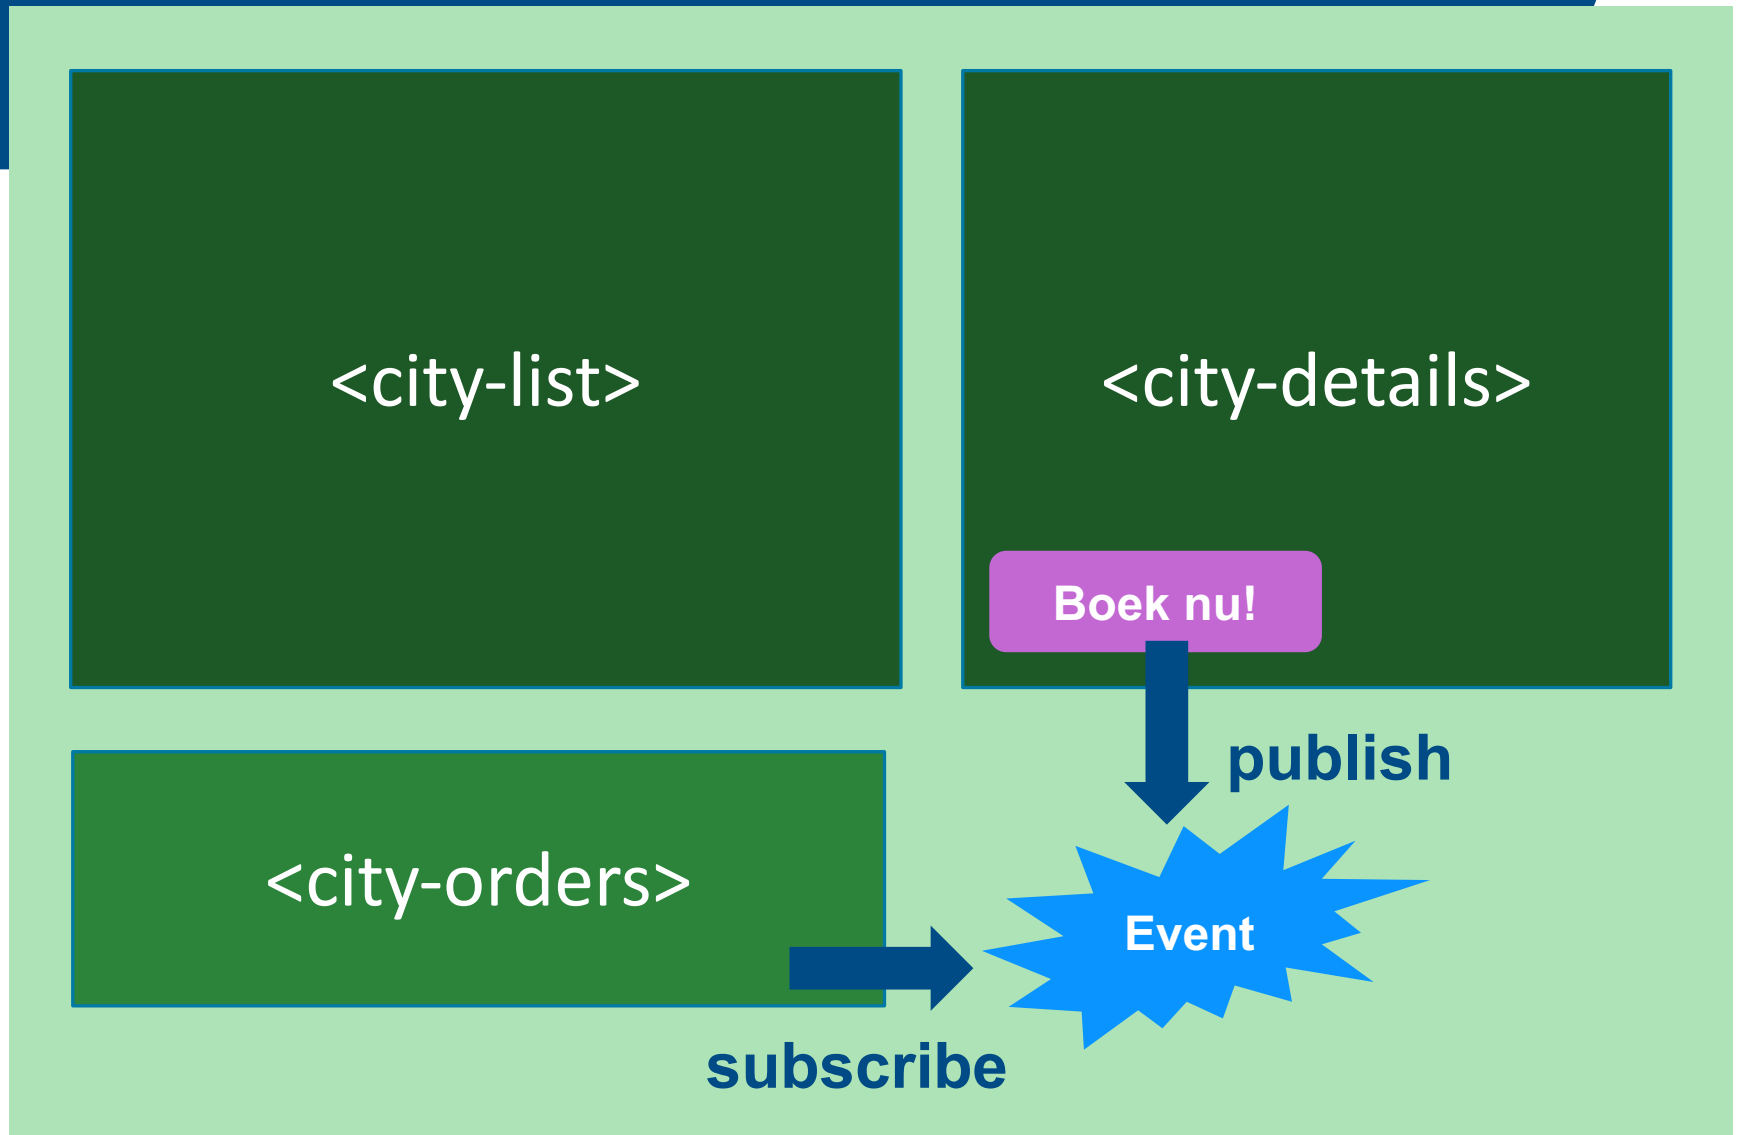 <city-list>
<city-details>
Boek nu!
publish
<city-orders>
Event
subscribe